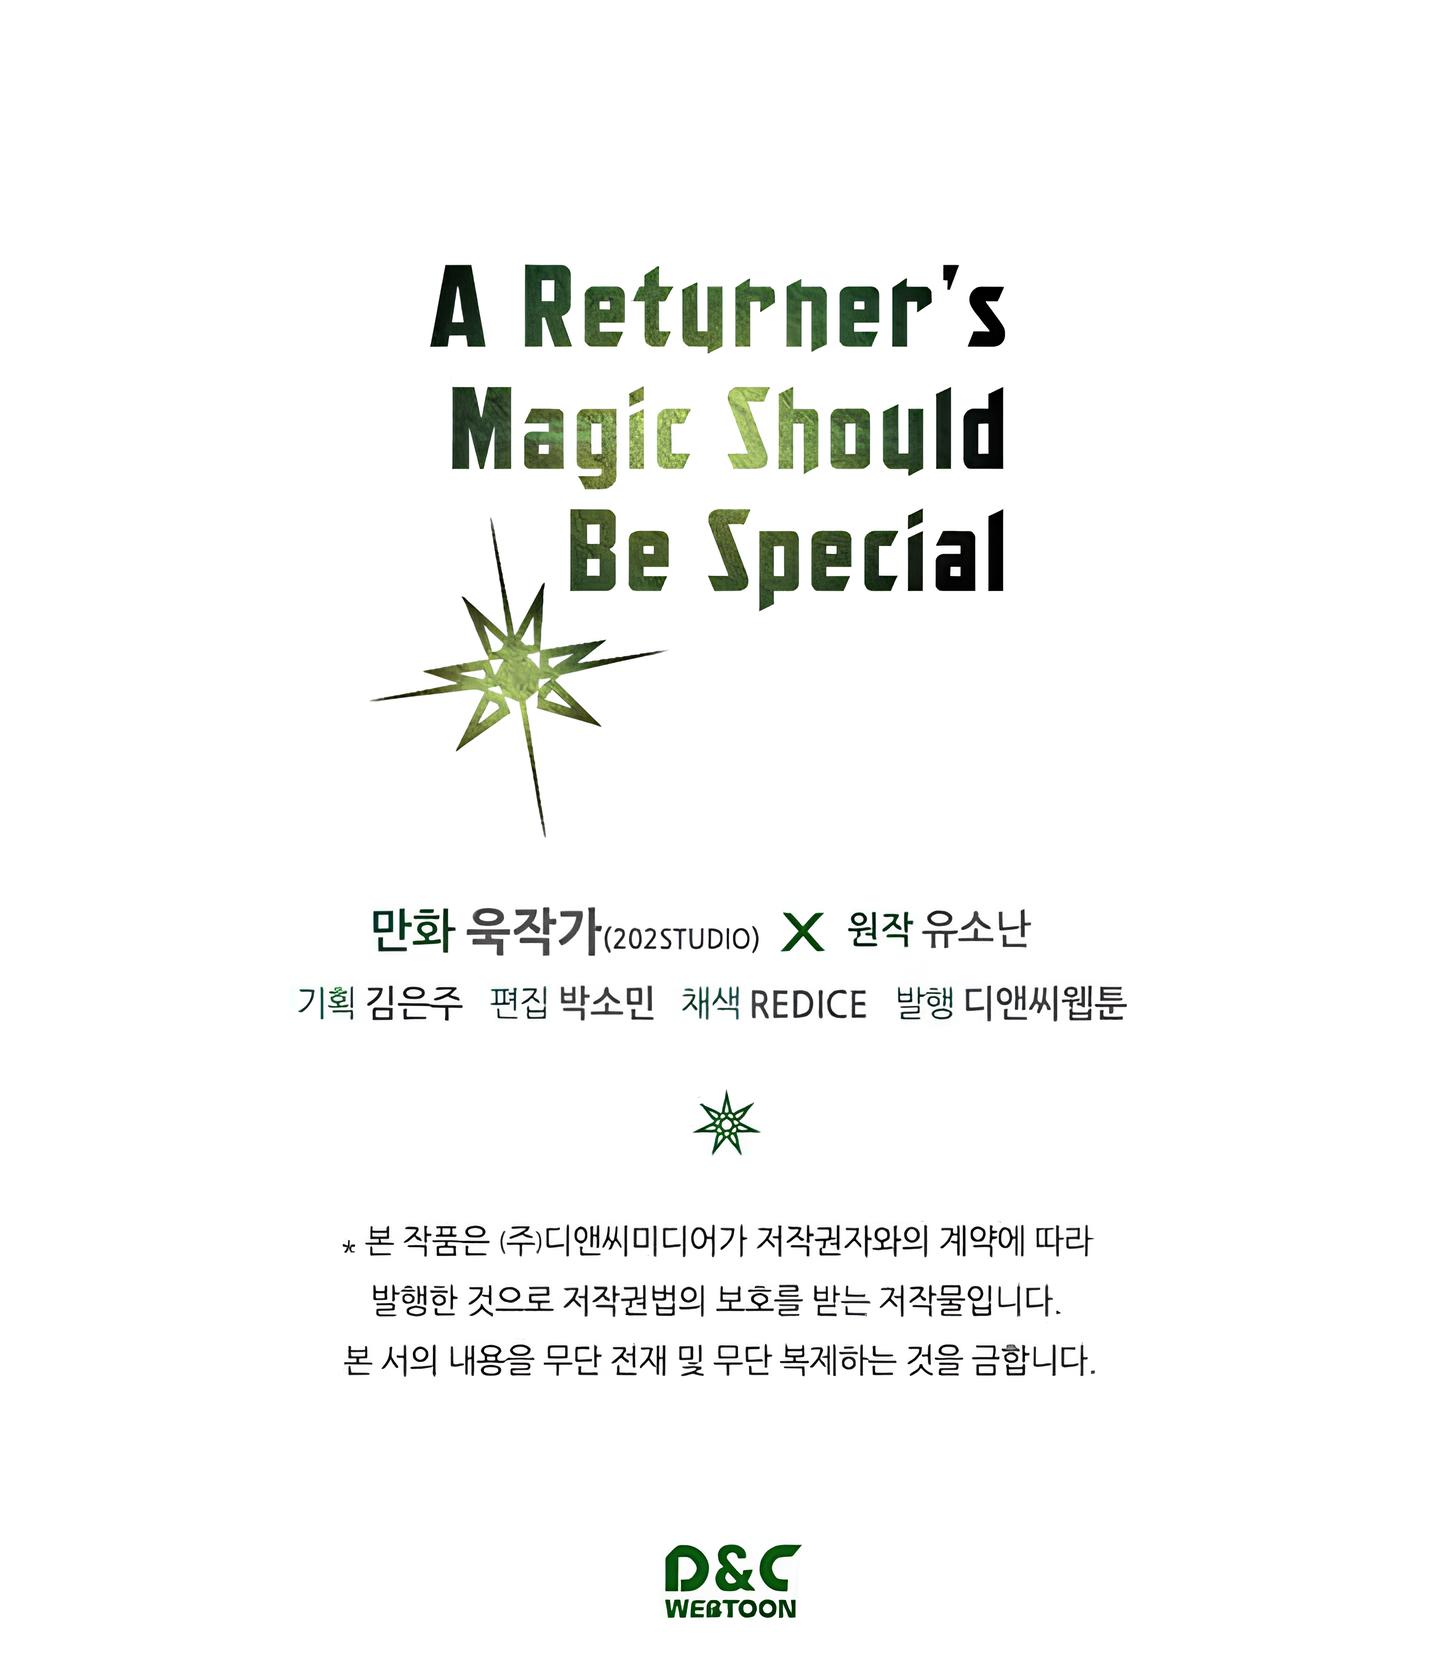 A Returner's
Magic Should
Be Special
만화 욱작가(202STUDIO) X 원작 유소난
기획 김은주 편집 박소민 채색 REDICE 발행 디앤씨웹툰
* 본 작품은 (주)디앤씨미디어가 저작권자와의 계약에 따라
발행한 것으로 저작권법의 보호를 받는 저작물입니다.
본 서의 내용을 무단 전재 및 무단 복제하는 것을 금합니다.
D&C
WEBTOON